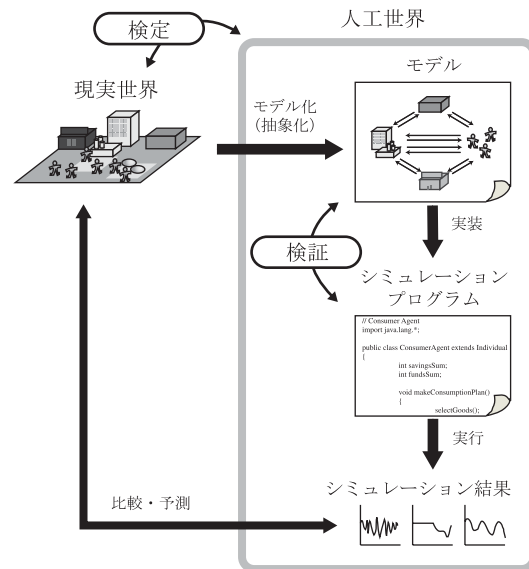 検定
人工世界
現実世界
モデル
モデル化
（抽象化）
実装
検証
シミュレーション
プログラム
// Consumer Agent
import java.lang.*;
public class ConsumerAgent extends Individual
{
int savingsSum;
int fundsSum;
void makeConsumptionPlan()
{
selectGoods();
実行
シミュレーション結果
比較・予測